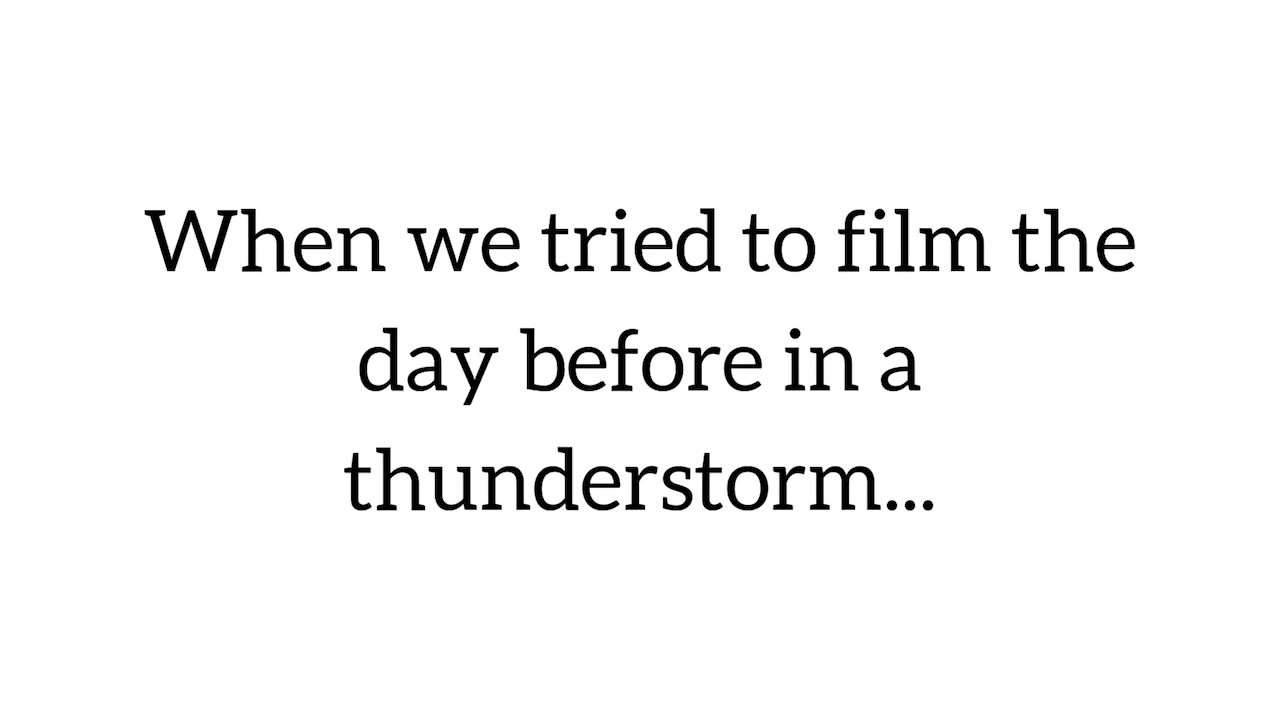 When we tried to film the
day before in a
thunderstorm...